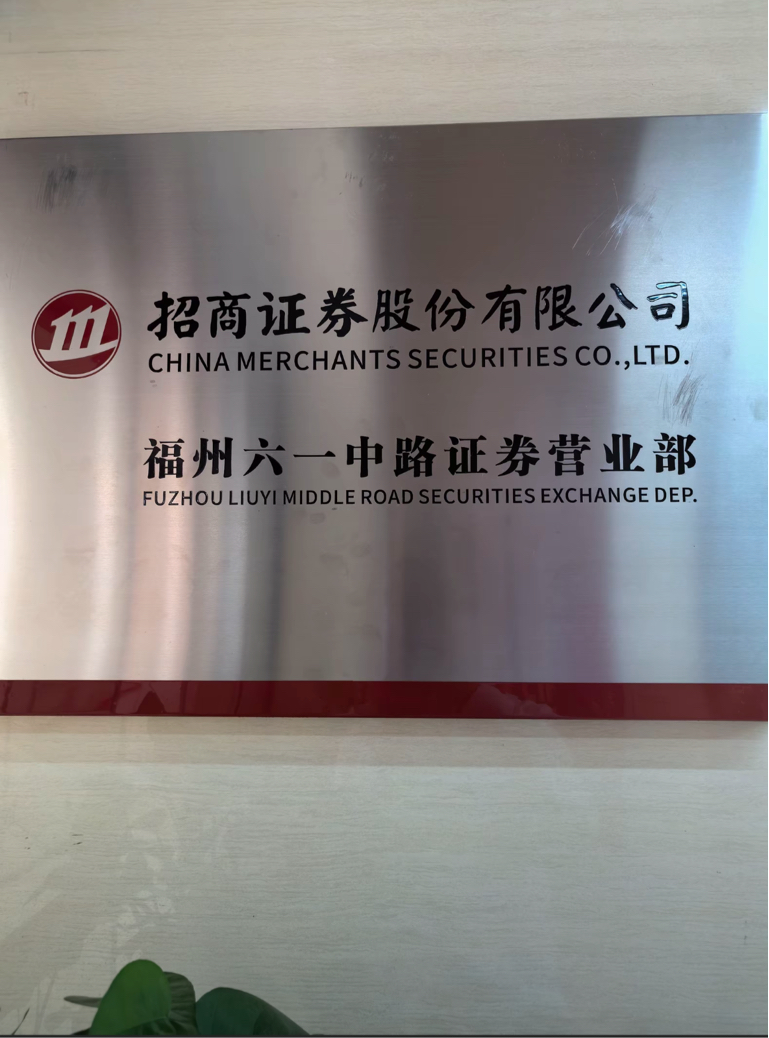 招商证券股份有限公司
CHINA MERCHANTS SECURITIES CO.,LTD.
福州六一中路证券营业部
FUZHOU LIUYI MIDDLE ROAD SECURITIES EXCHANGE DEP.